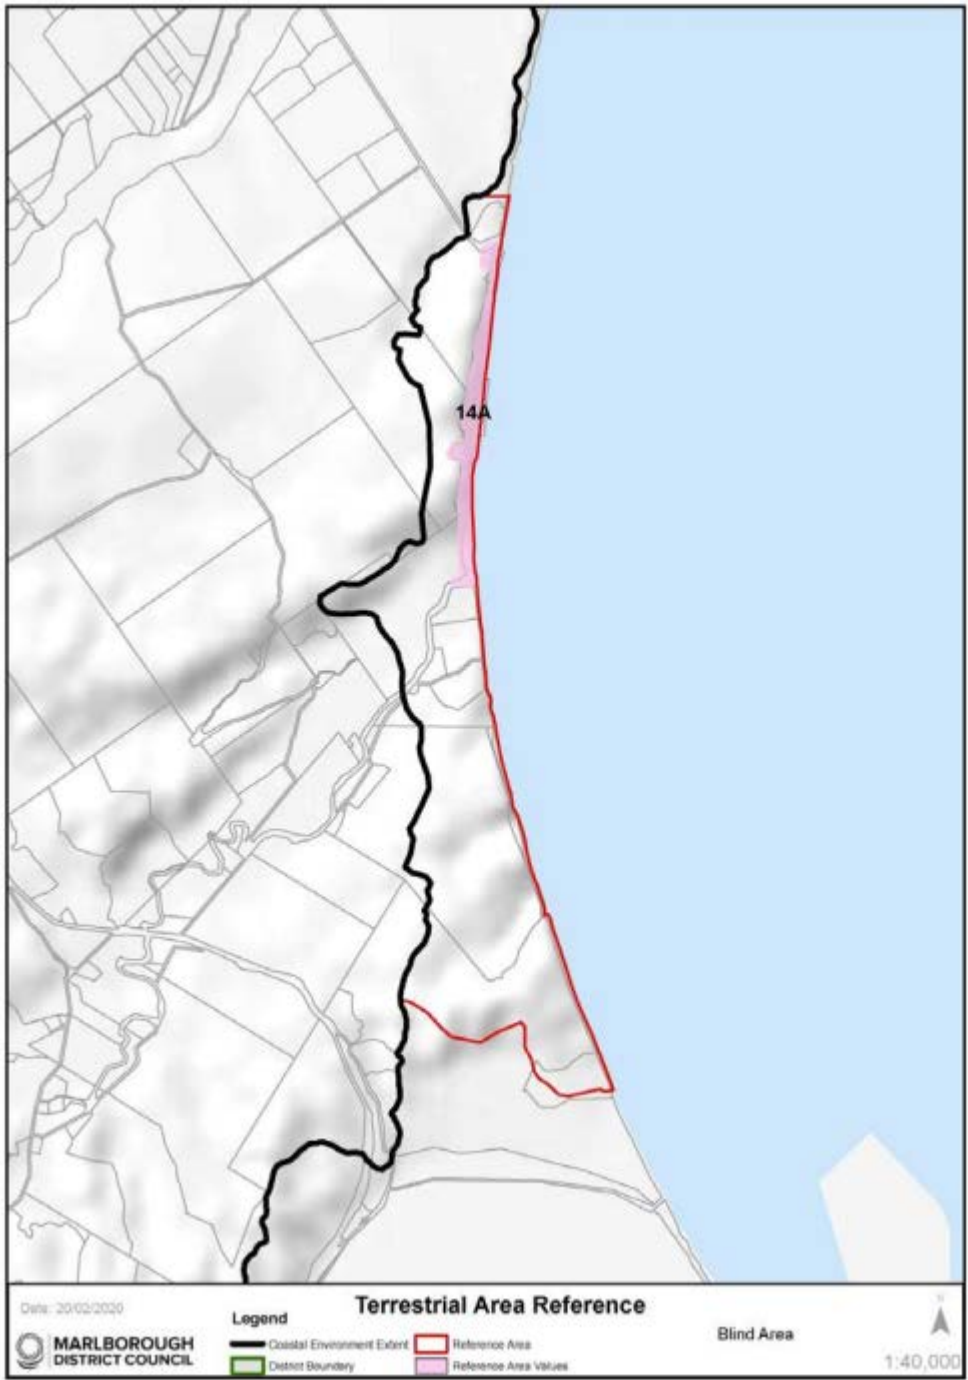 14A
Terrestrial Area Reference
Date: 20/02/2020
Legend
Coastal Environment Extent
Reference Area
District Boundary
Reference Area Values
MARLBOROUGH
DISTRICT COUNCIL
Blind Area
N
1:40,000